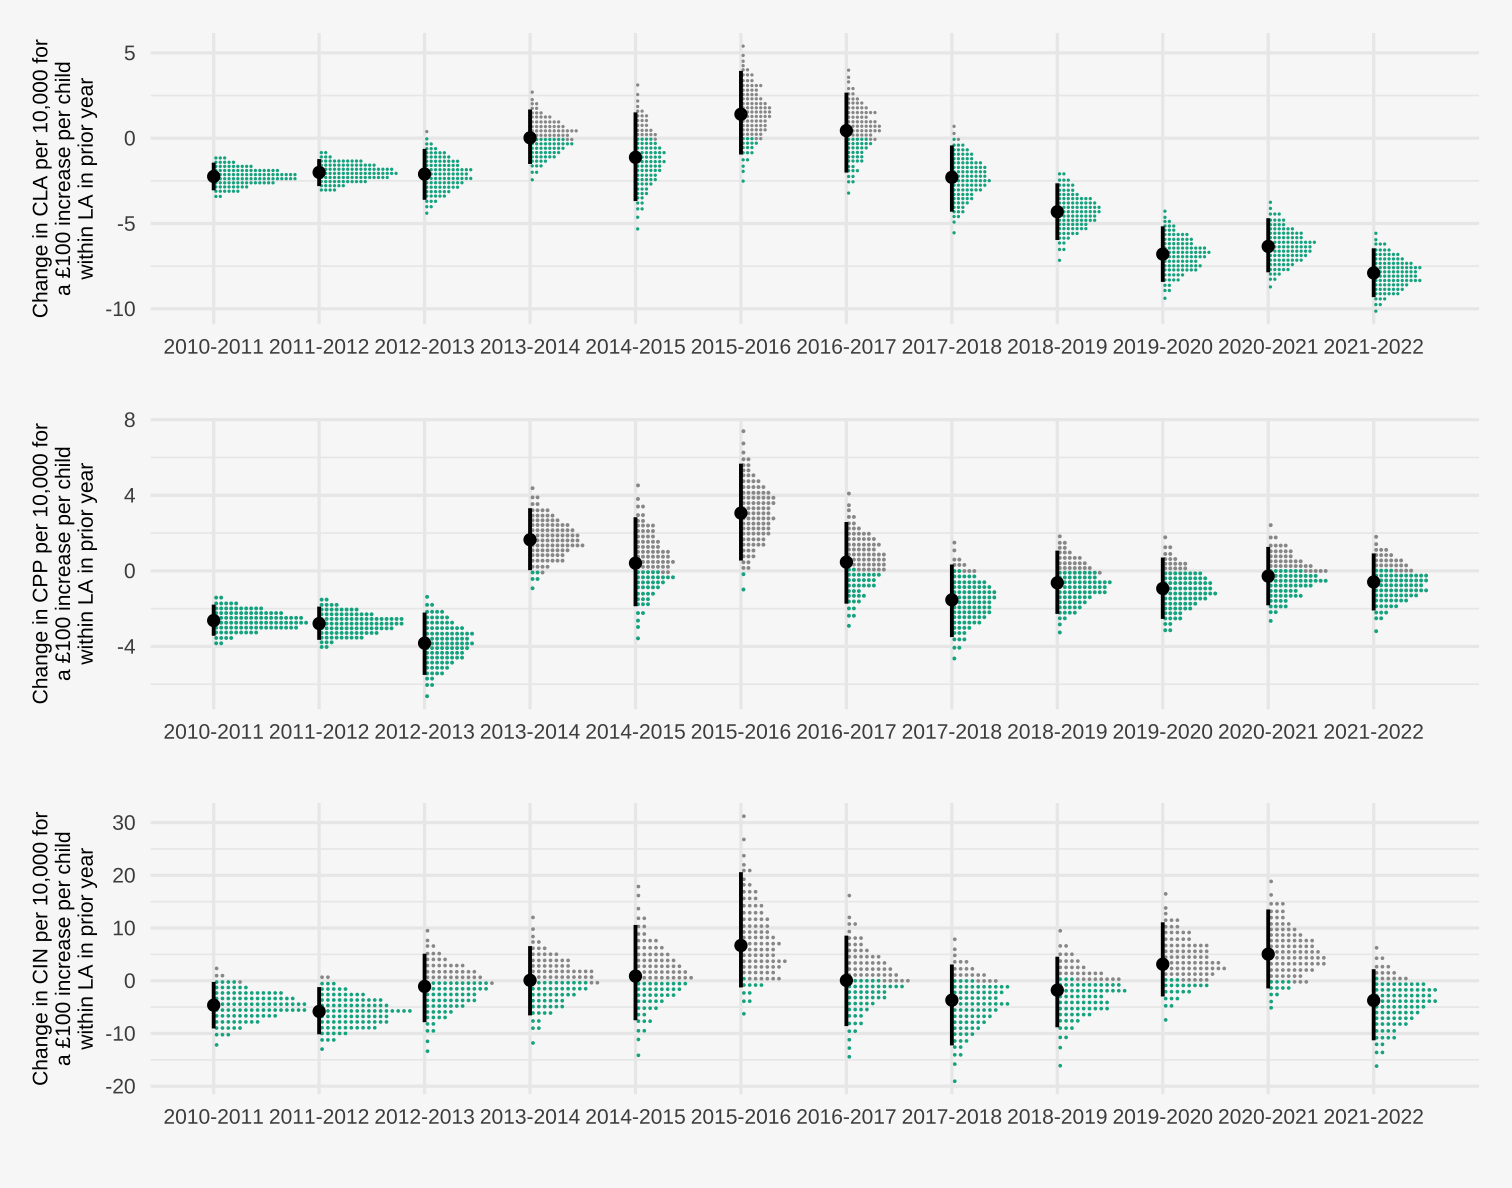 Change in CLA per 10,000 for
a £100 increase per child
within LA in prior year
5
0
-5
-10
2010-2011 2011-2012 2012-2013 2013-2014 2014-2015 2015-2016 2016-2017 2017-2018 2018-2019 2019-2020 2020-2021 2021-2022
Change in CPP per 10,000 for
a £100 increase per child
within LA in prior year
8
4
0
-4
2010-2011 2011-2012 2012-2013 2013-2014 2014-2015 2015-2016 2016-2017 2017-2018 2018-2019 2019-2020 2020-2021 2021-2022
Change in CIN per 10,000 for
a £100 increase per child
within LA in prior year
30
20
10
0
-10
-20
2010-2011 2011-2012 2012-2013 2013-2014 2014-2015 2015-2016 2016-2017 2017-2018 2018-2019 2019-2020 2020-2021 2021-2022